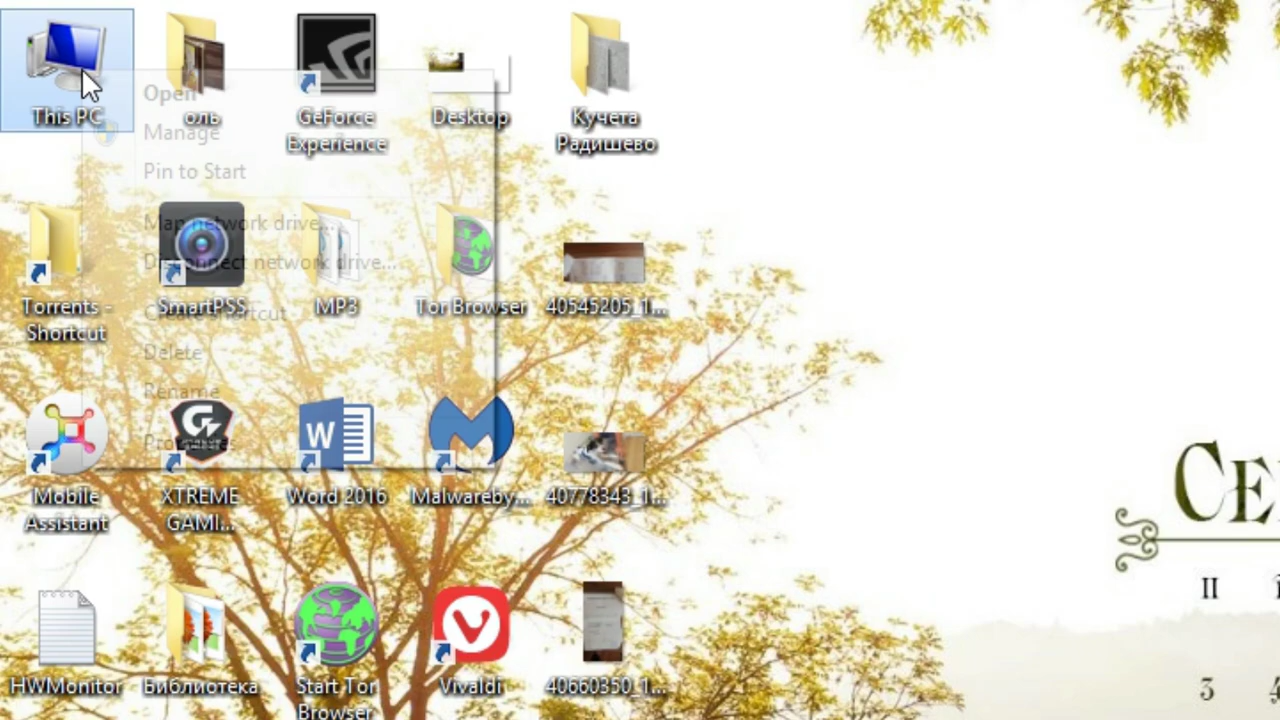 This PC
оль
GeForce
Experience
Desktop
Кучета
Радишево
Open
Manage
Pin to Start
Map network drive...
Disconnect network drive...
Create shortcut
Delete
Rename
Properties
Torrents -
Shortcut
SmartPSS
MP3
Tor Browser
40545205_1...
Mobile
Assistant
XTREME
GAMI...
W
Word 2016
Malwareby...
40778343_1...
HWMonitor
Библиотека
Start Tor
Browser
Vivaldi
40660350_1...
II
3